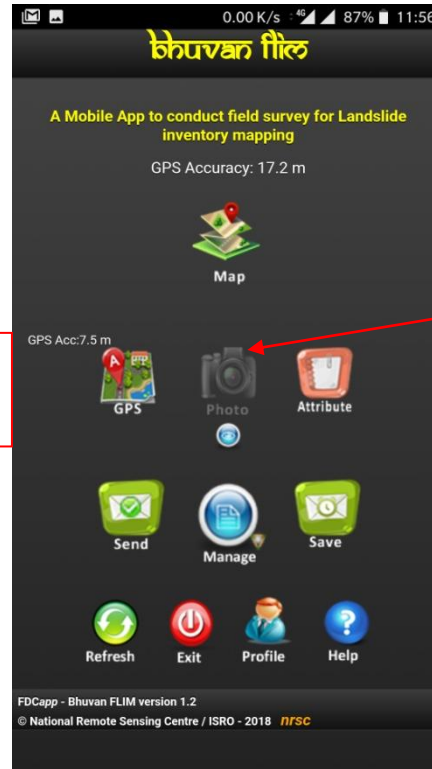 0.00 K/s 4G 87% 11:56
bhuvan flim
A Mobile App to conduct field survey for Landslide
inventory mapping
GPS Accuracy: 17.2 m
Map
GPS Acc:7.5 m
GPS Photo Attribute
Send Manage Save
Refresh Exit Profile Help
FDCapp - Bhuvan FLIM version 1.2
© National Remote Sensing Centre / ISRO - 2018 nrsc